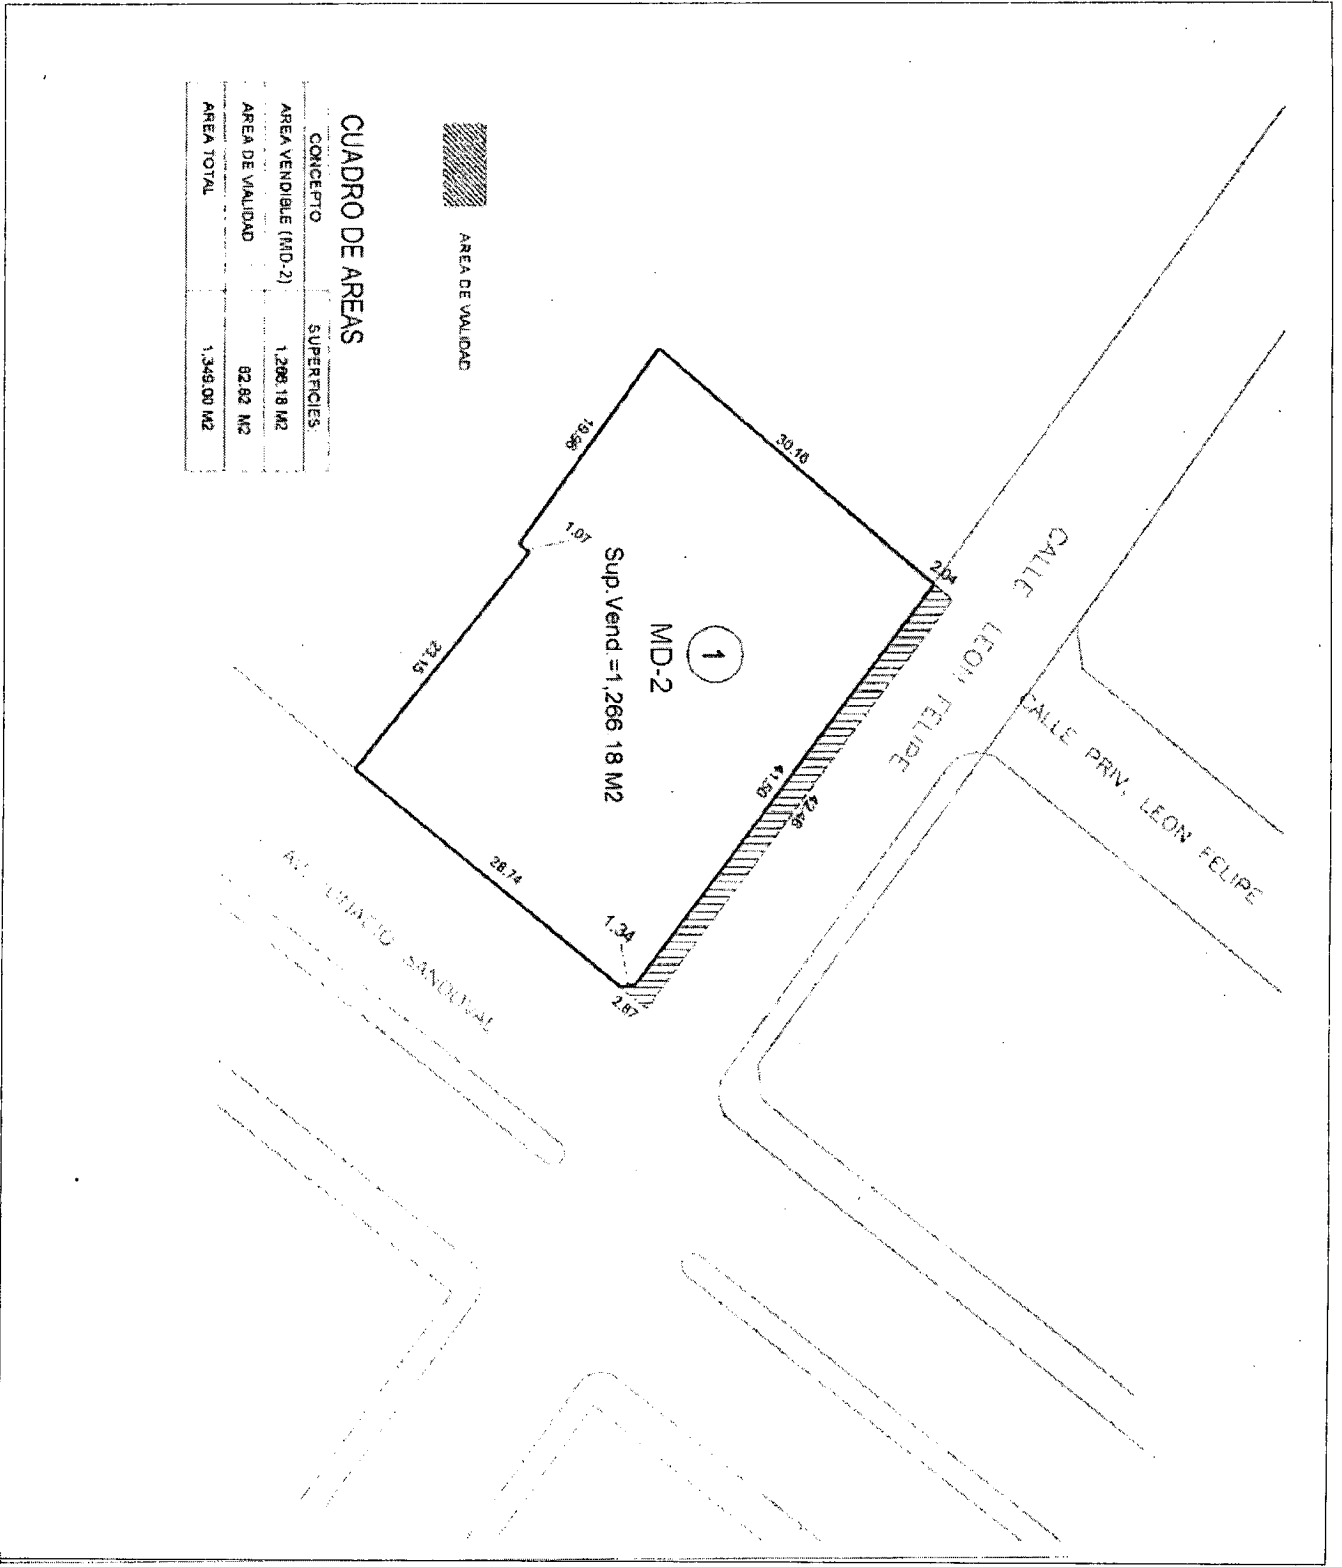 AREA DE VIALIDAD
CUADRO DE AREAS
CONCEPTO SUPERFICIES
AREA VENDIBLE (MD-2) 1,266.18 M2
AREA DE VIALIDAD 82.82 M2
AREA TOTAL 1,349.00 M2
CALLE LEON FELIPE
CALLE PRIV. LEON FELIPE
1
MD-2
Sup.Vend.=1,266 18 M2
30.16
2.04
19.96
1.07
23.15
41.50
42.46
28.74
1.34
2.87
AV. SANDOVAL